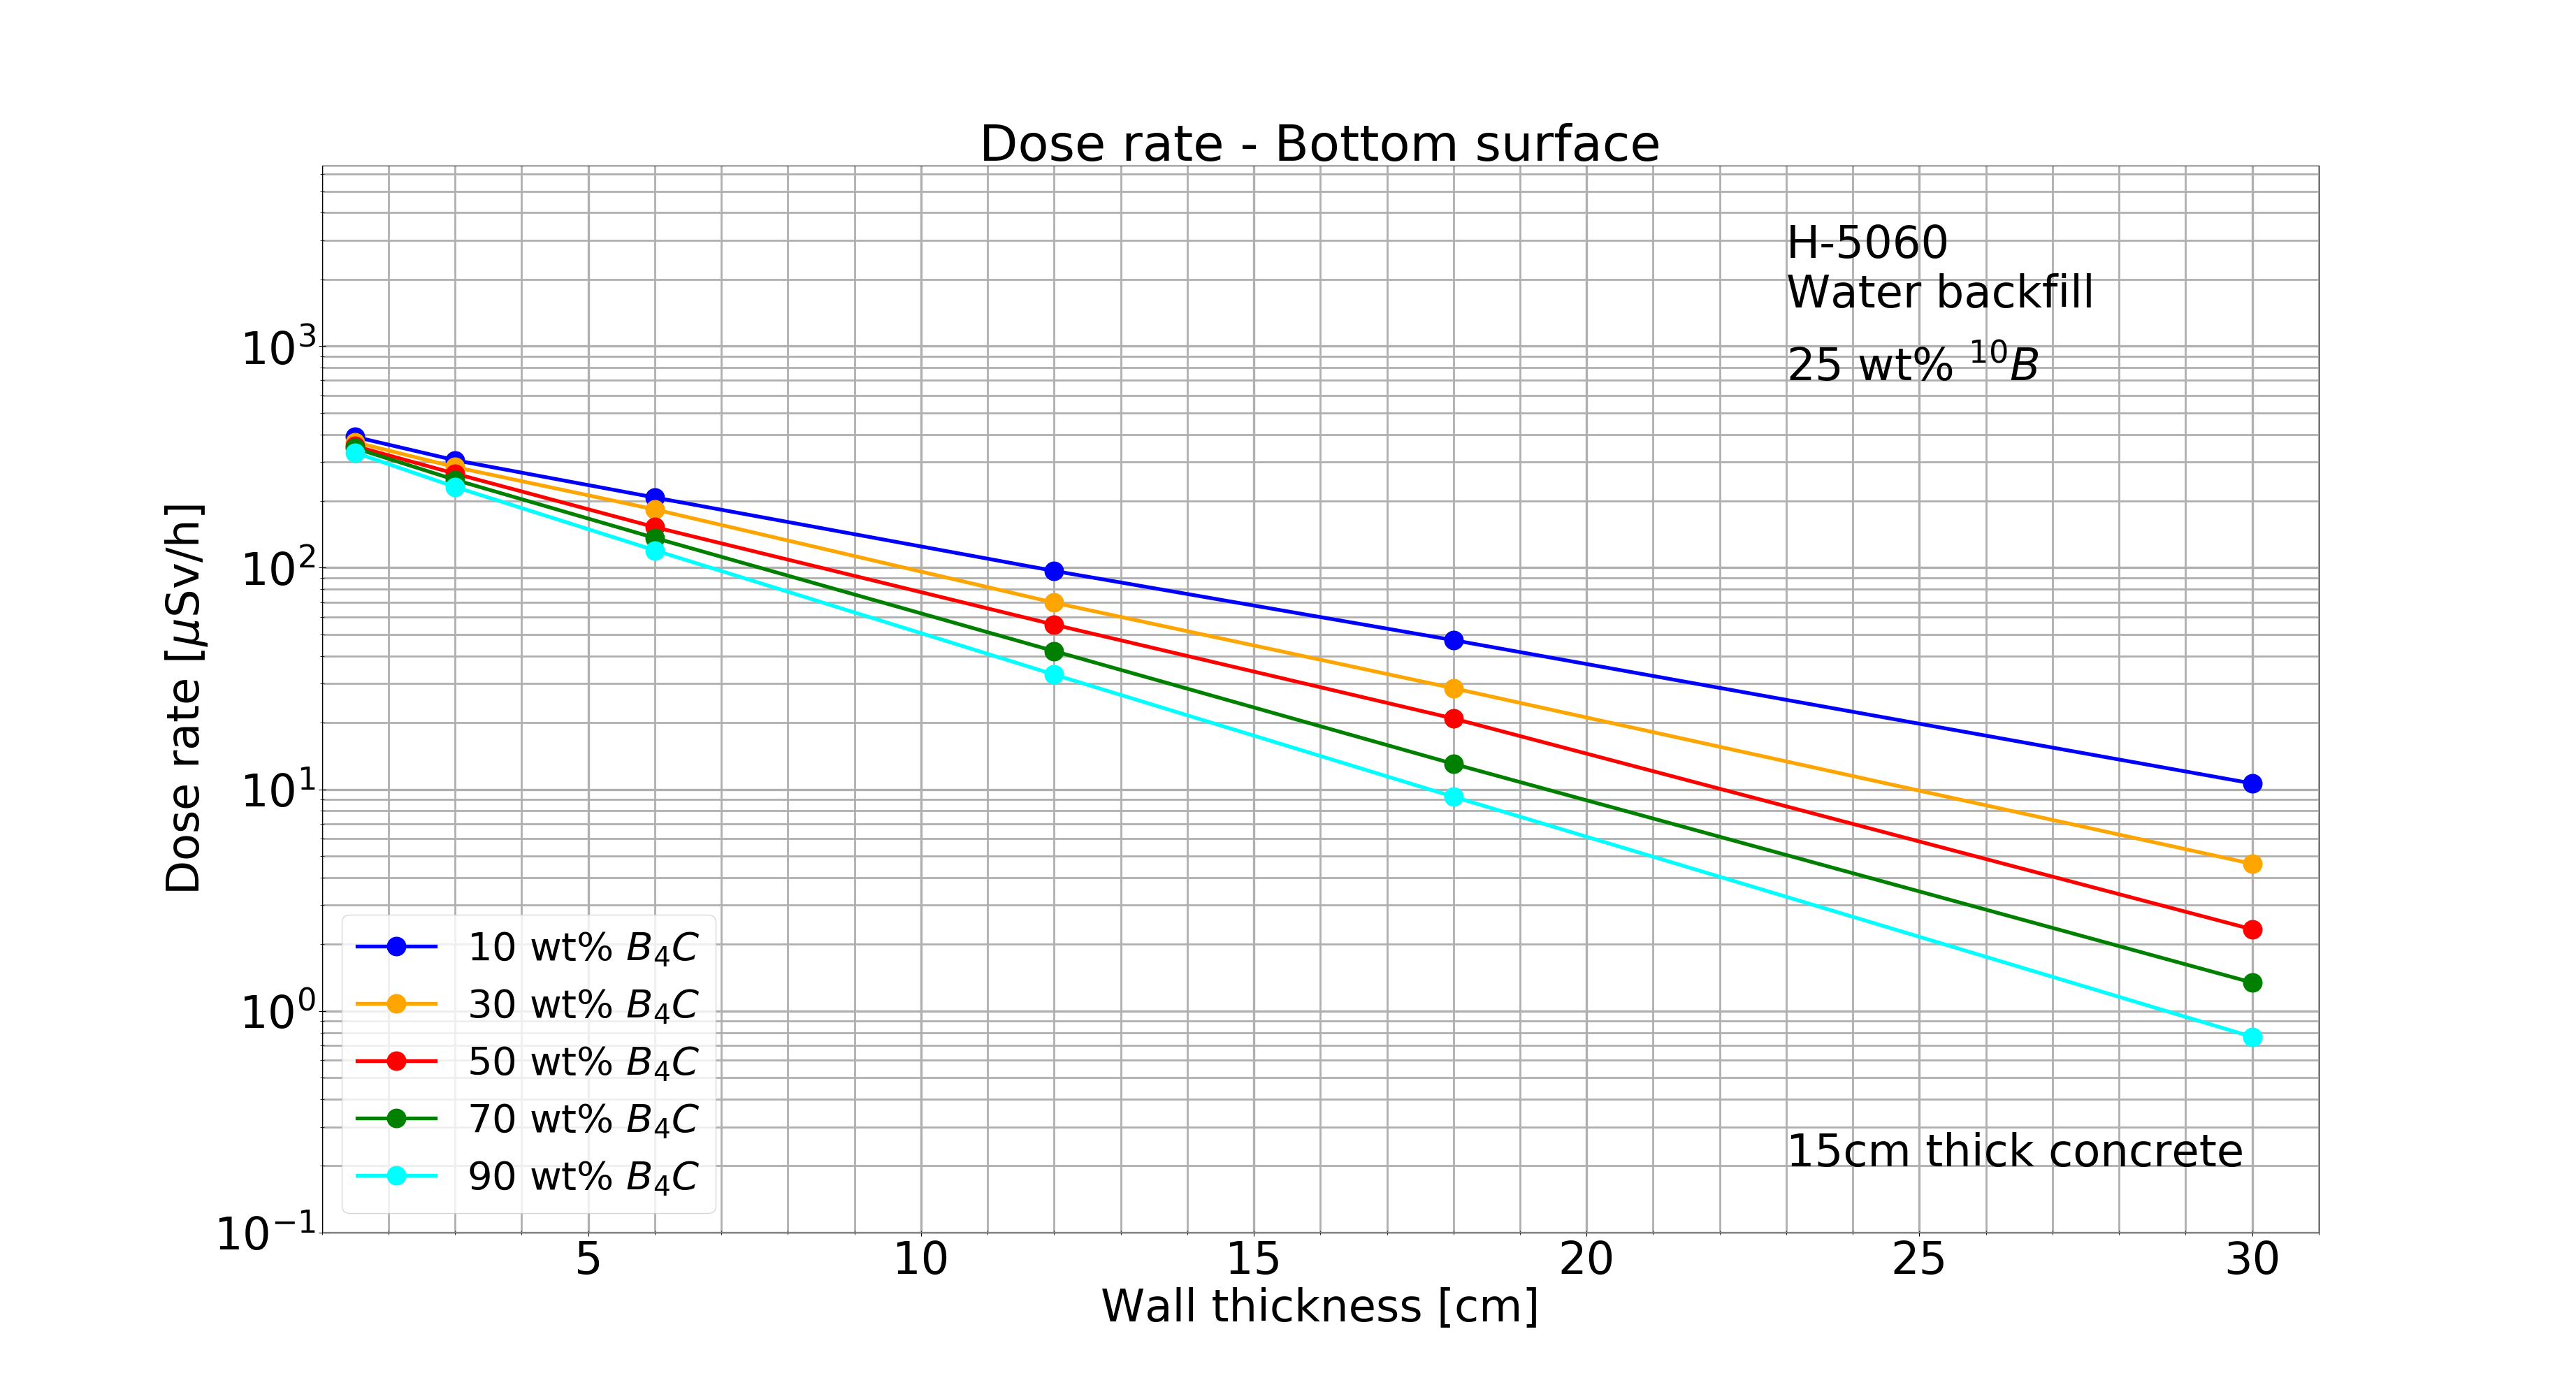 Dose rate - Bottom surface
H-5060
Water backfill
25 wt% ¹⁰B
10³
10²
10¹
10⁰
10⁻¹
Dose rate [μSv/h]
10 wt% B₄C
30 wt% B₄C
50 wt% B₄C
70 wt% B₄C
90 wt% B₄C
15cm thick concrete
5 10 15 20 25 30
Wall thickness [cm]